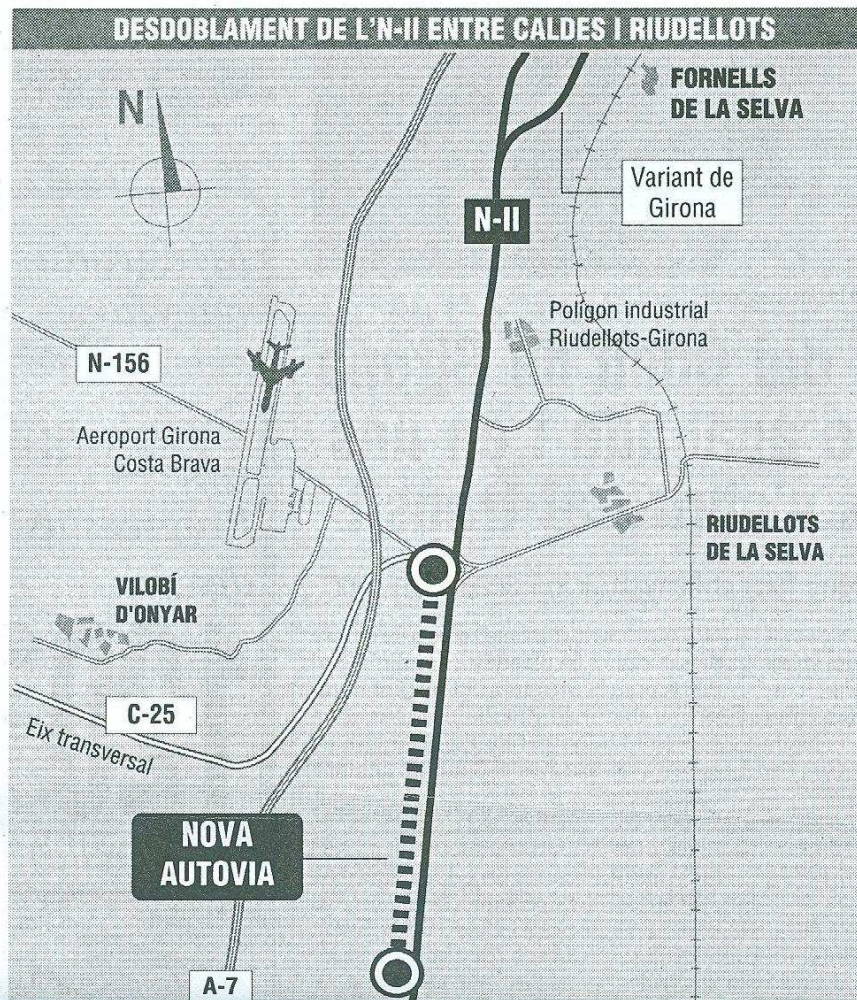 DESDOBLAMENT DE L'N-II ENTRE CALDES I RIUDELLOTS
N
FORNELLS
DE LA SELVA
Variant de
Girona
N-II
Polígon industrial
Riudellots-Girona
N-156
Aeroport Girona
Costa Brava
RIUDELLOTS
DE LA SELVA
VILOBÍ
D'ONYAR
C-25
Eix transversal
NOVA
AUTOVIA
A-7